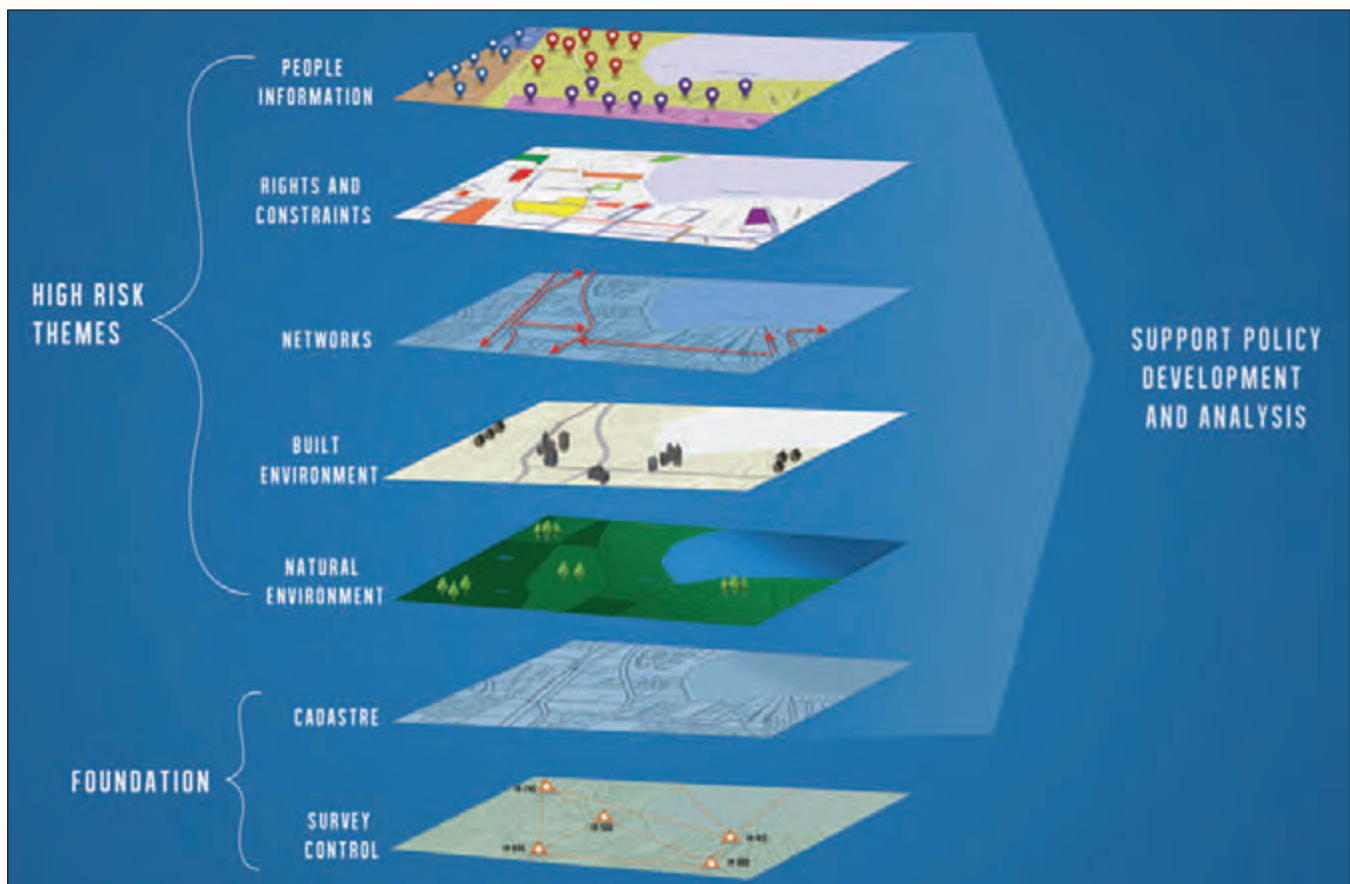 PEOPLE
INFORMATION
RIGHTS AND
CONSTRAINTS
HIGH RISK
THEMES
NETWORKS
SUPPORT POLICY
DEVELOPMENT
AND ANALYSIS
BUILT
ENVIRONMENT
NATURAL
ENVIRONMENT
CADASTRE
FOUNDATION
SURVEY
CONTROL